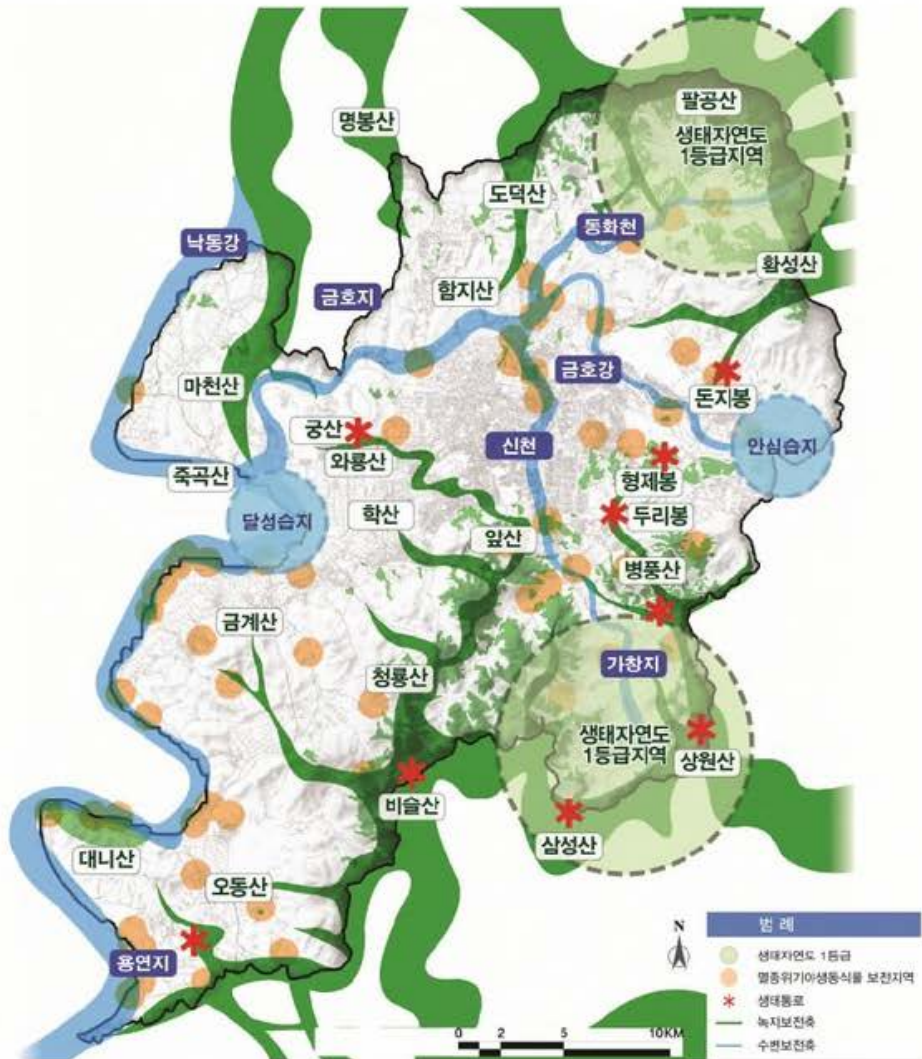 팔공산
생태자연도
1등급지역
명봉산
도덕산
동화천
낙동강
화성산
금호지
함지산
금호강
마천산
돈지봉
궁산
신천
안심습지
와룡산
죽곡산
형제봉
달성습지
학산
두리봉
잎산
병풍산
금계산
가창지
청룡산
생태자연도
1등급지역
상원산
비슬산
삼성산
대니산
오동산
용연지
N
범 례
생태자연도 1등급
멸종위기야생동식물 보전지역
생태통로
녹지보전축
수변보전축
0 2 5 10KM